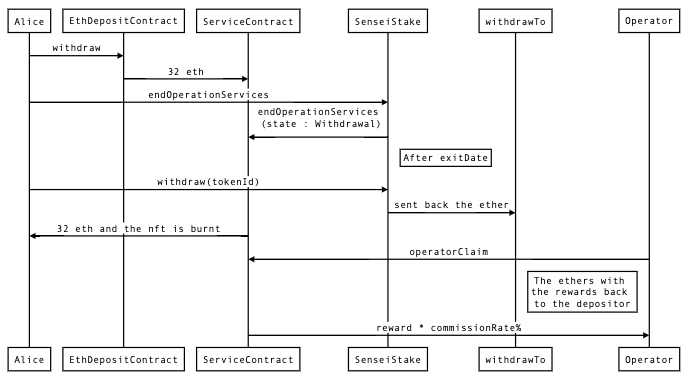 Alice
EthDepositContract
ServiceContract
SenseiStake
withdrawTo
Operator
withdraw
32 eth
endOperationServices
endOperationServices
(state : Withdrawal)
After exitDate
withdraw(tokenId)
sent back the ether
32 eth and the nft is burnt
operatorClaim
The ethers with
the rewards back
to the depositor
reward * commissionRate%
Alice
EthDepositContract
ServiceContract
SenseiStake
withdrawTo
Operator